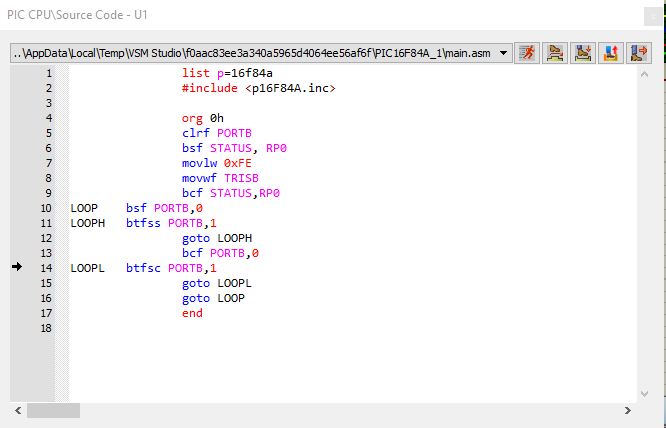 PIC CPU\Source Code - U1
..\AppData\Local\Temp\VSM Studio\f0aac83ee3a340a5965d4064ee56af6f\PIC16F84A_1\main.asm
1 list p=16f84a
2 #include <p16F84A.inc>
3
4 org 0h
5 clrf PORTB
6 bsf STATUS, RP0
7 movlw 0xFE
8 movwf TRISB
9 bcf STATUS,RP0
10 LOOP bsf PORTB,0
11 LOOPH btfss PORTB,1
12 goto LOOPH
13 bcf PORTB,0
14 LOOPL btfsc PORTB,1
15 goto LOOPL
16 goto LOOP
17 end
18